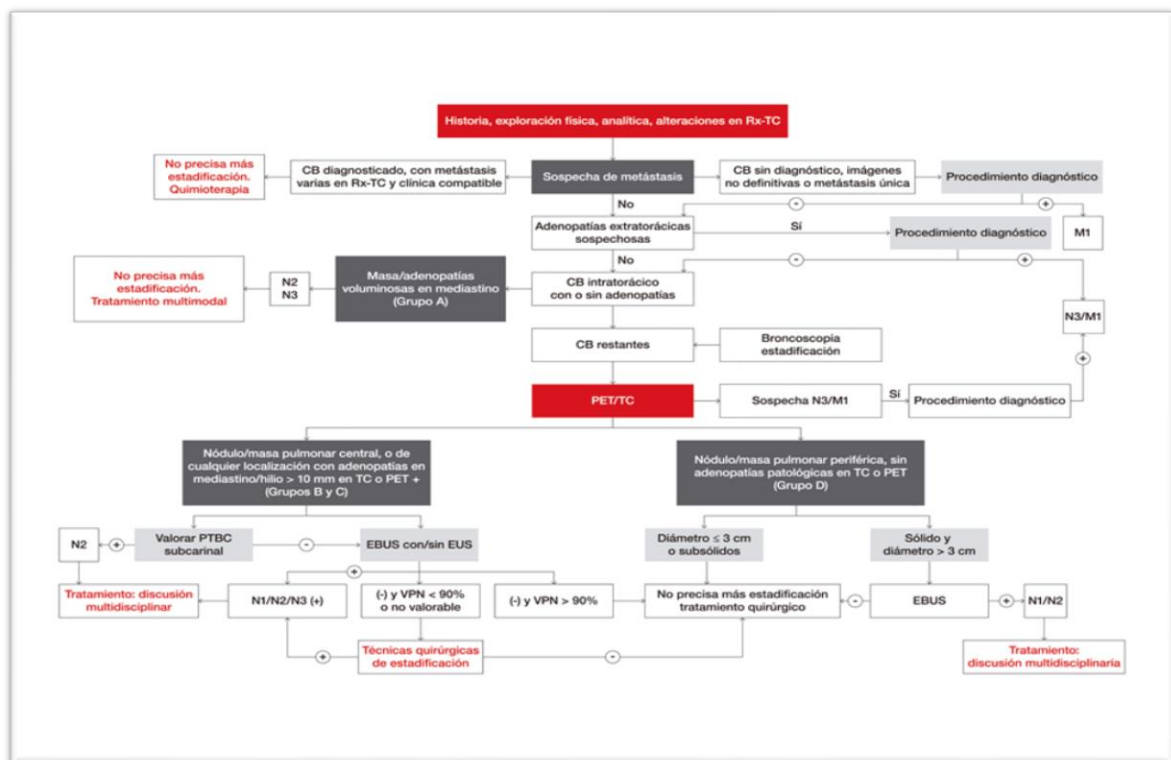 Historia, exploración física, analítica, alteraciones en Rx-TC
No precisa más
estadificación.
Quimioterapia
CB diagnosticado, con metástasis
varias en Rx-TC y clínica compatible
Sospecha de metástasis
CB sin diagnóstico, imágenes
no definitivas o metástasis única
Procedimiento diagnóstico
No
-
+
Adenopatías extratorácicas
sospechosas
Sí
Procedimiento diagnóstico
M1
No
-
+
No precisa más
estadificación.
Tratamiento multimodal
N2
N3
Masa/adenopatías
voluminosas en mediastino
(Grupo A)
CB intratorácico
con o sin adenopatías
N3/M1
CB restantes
Broncoscopia
estadificación
+
PET/TC
Sospecha N3/M1
Sí
Procedimiento diagnóstico
Nódulo/masa pulmonar central, o de
cualquier localización con adenopatías en
mediastino/hilio > 10 mm en TC o PET +
(Grupos B y C)
Nódulo/masa pulmonar periférica, sin
adenopatías patológicas en TC o PET
(Grupo D)
N2
+
Valorar PTBC
subcarinal
-
EBUS con/sin EUS
Diámetro ≤ 3 cm
o subsólidos
Sólido y
diámetro > 3 cm
+
Tratamiento: discusión
multidisciplinar
N1/N2/N3 (+)
(-) y VPN < 90%
o no valorable
(-) y VPN > 90%
No precisa más estadificación
tratamiento quirúrgico
-
EBUS
+
N1/N2
+
Técnicas quirúrgicas
de estadificación
-
Tratamiento:
discusión multidisciplinaria